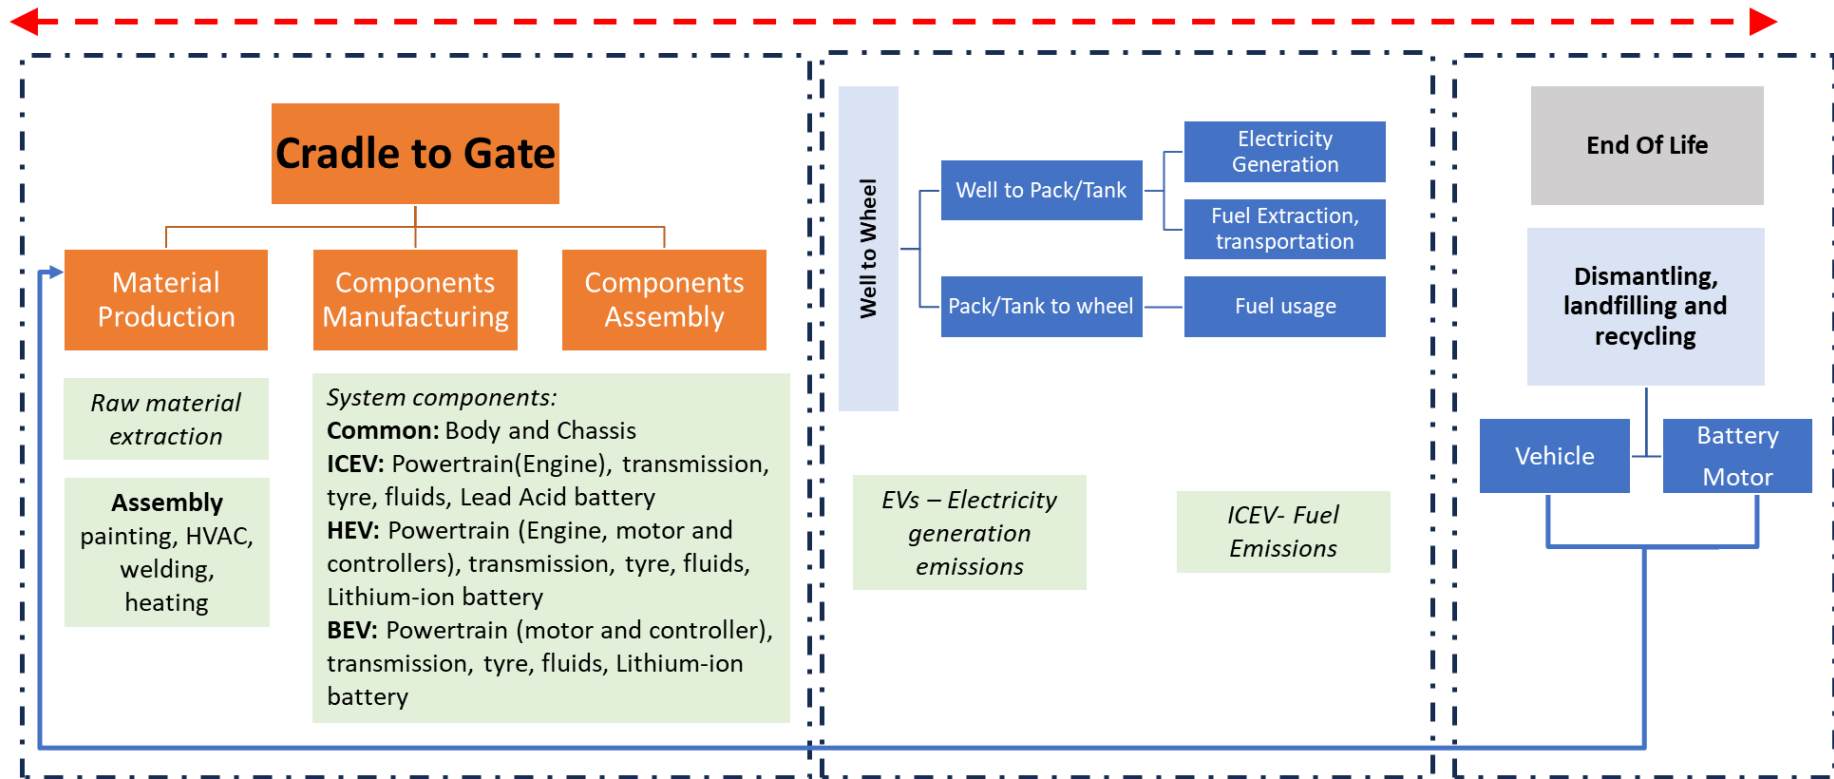 Cradle to Gate
Material
Production
Components
Manufacturing
Components
Assembly
Raw material
extraction
Assembly
painting, HVAC,
welding,
heating
System components:
Common: Body and Chassis
ICEV: Powertrain(Engine), transmission,
tyre, fluids, Lead Acid battery
HEV: Powertrain (Engine, motor and
controllers), transmission, tyre, fluids,
Lithium-ion battery
BEV: Powertrain (motor and controller),
transmission, tyre, fluids, Lithium-ion
battery
Well to Wheel
Well to Pack/Tank
Electricity
Generation
Fuel Extraction,
transportation
Pack/Tank to wheel
Fuel usage
EVs – Electricity
generation
emissions
ICEV- Fuel
Emissions
End Of Life
Dismantling,
landfilling and
recycling
Vehicle
Battery
Motor